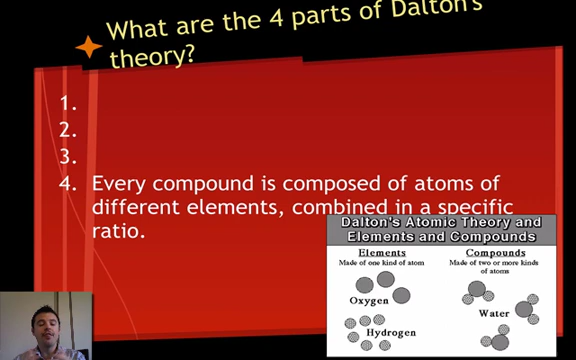 What are the 4 parts of Dalton's
theory?
1.
2.
3.
4. Every compound is composed of atoms of
different elements, combined in a specific
ratio.
Dalton's Atomic Theory and
Elements and Compounds
Elements
Made of one kind of atom
Oxygen
Hydrogen
Compounds
Made of two or more kinds
of atoms
Water